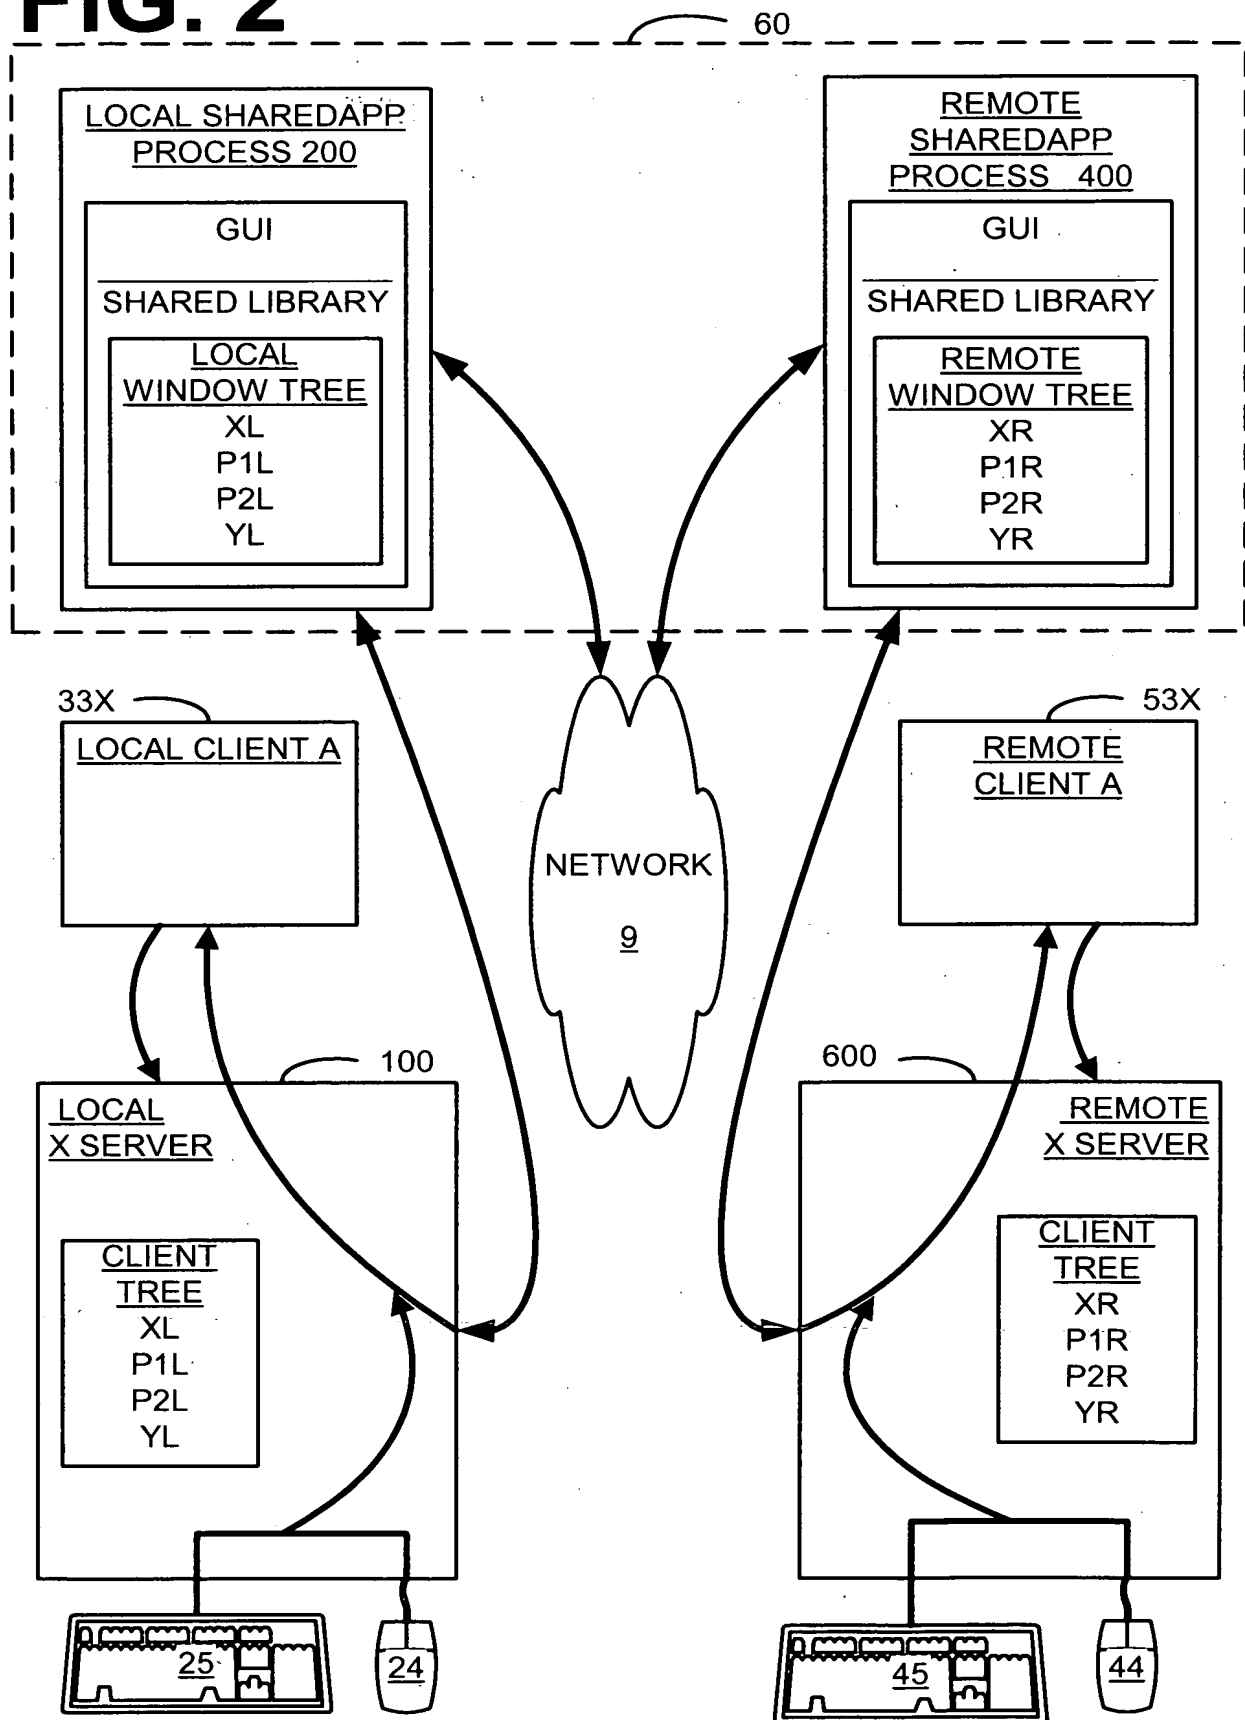 FIG. 2
60
LOCAL SHAREDAPP
PROCESS 200
GUI
SHARED LIBRARY
LOCAL
WINDOW TREE
XL
P1L
P2L
YL
REMOTE
SHAREDAPP
PROCESS 400
GUI
SHARED LIBRARY
REMOTE
WINDOW TREE
XR
P1R
P2R
YR
33X
LOCAL CLIENT A
53X
REMOTE
CLIENT A
NETWORK
9
100
LOCAL
X SERVER
CLIENT
TREE
XL
P1L
P2L
YL
600
REMOTE
X SERVER
CLIENT
TREE
XR
P1R
P2R
YR
25
24
45
44